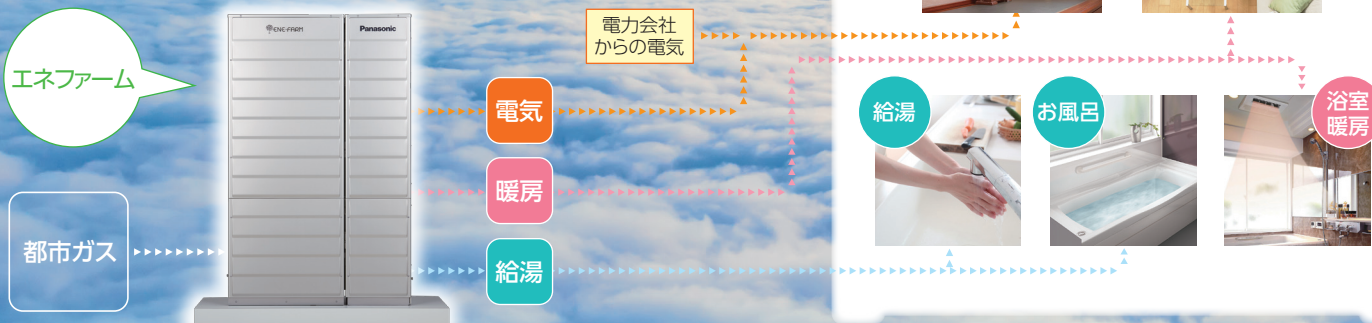 ENE-FARM
Panasonic
エネファーム
都市ガス
電力会社
からの電気
電気
暖房
給湯
給湯
お風呂
浴室
暖房